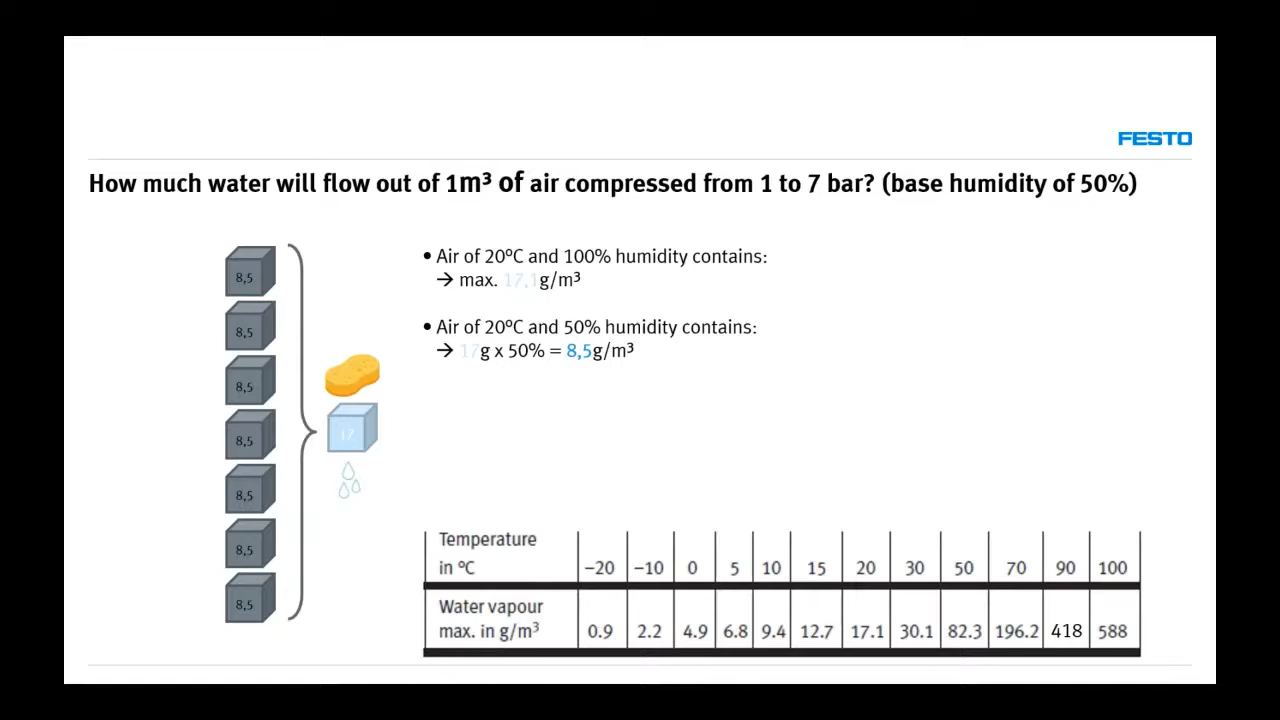 FESTO
How much water will flow out of 1m³ of air compressed from 1 to 7 bar? (base humidity of 50%)
8,5
8,5
8,5
8,5
8,5
8,5
8,5
17
• Air of 20ºC and 100% humidity contains:
→ max. 17,1g/m³
• Air of 20ºC and 50% humidity contains:
→ 17g x 50% = 8,5g/m³
Temperature
in ºC –20 –10 0 5 10 15 20 30 50 70 90 100
Water vapour
max. in g/m³ 0.9 2.2 4.9 6.8 9.4 12.7 17.1 30.1 82.3 196.2 418 588